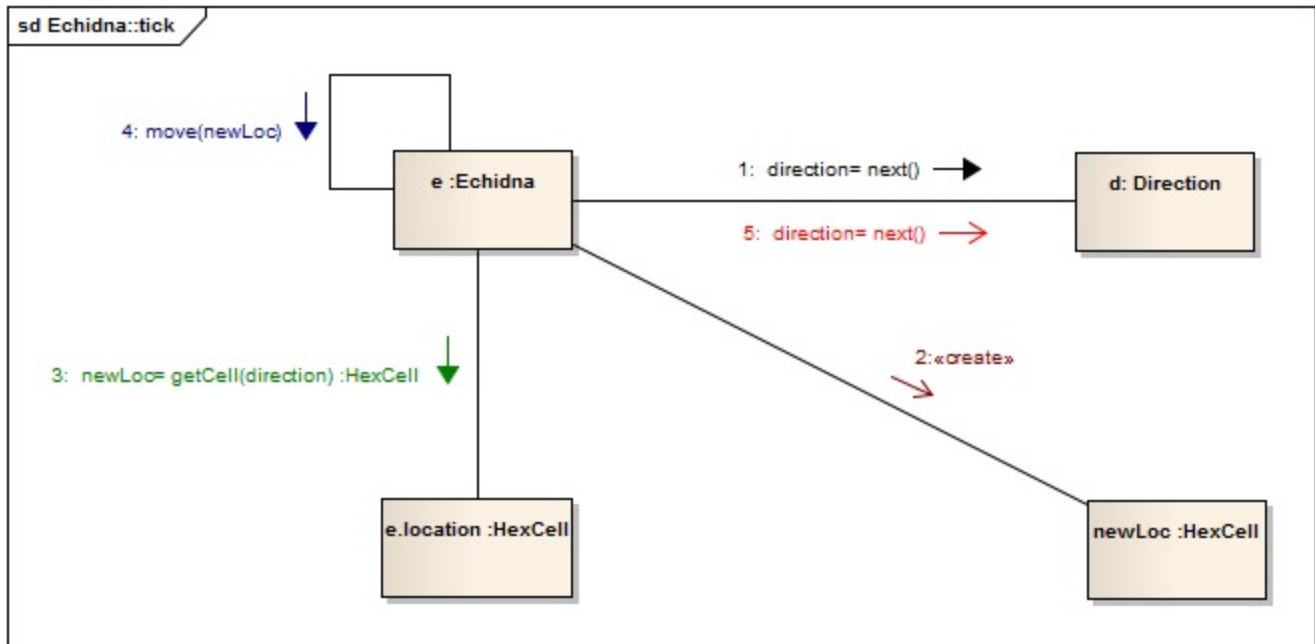 sd Echidna::tick
4: move(newLoc)
e :Echidna
1: direction= next()
d: Direction
5: direction= next()
2:«create»
3: newLoc= getCell(direction) :HexCell
e.location :HexCell
newLoc :HexCell